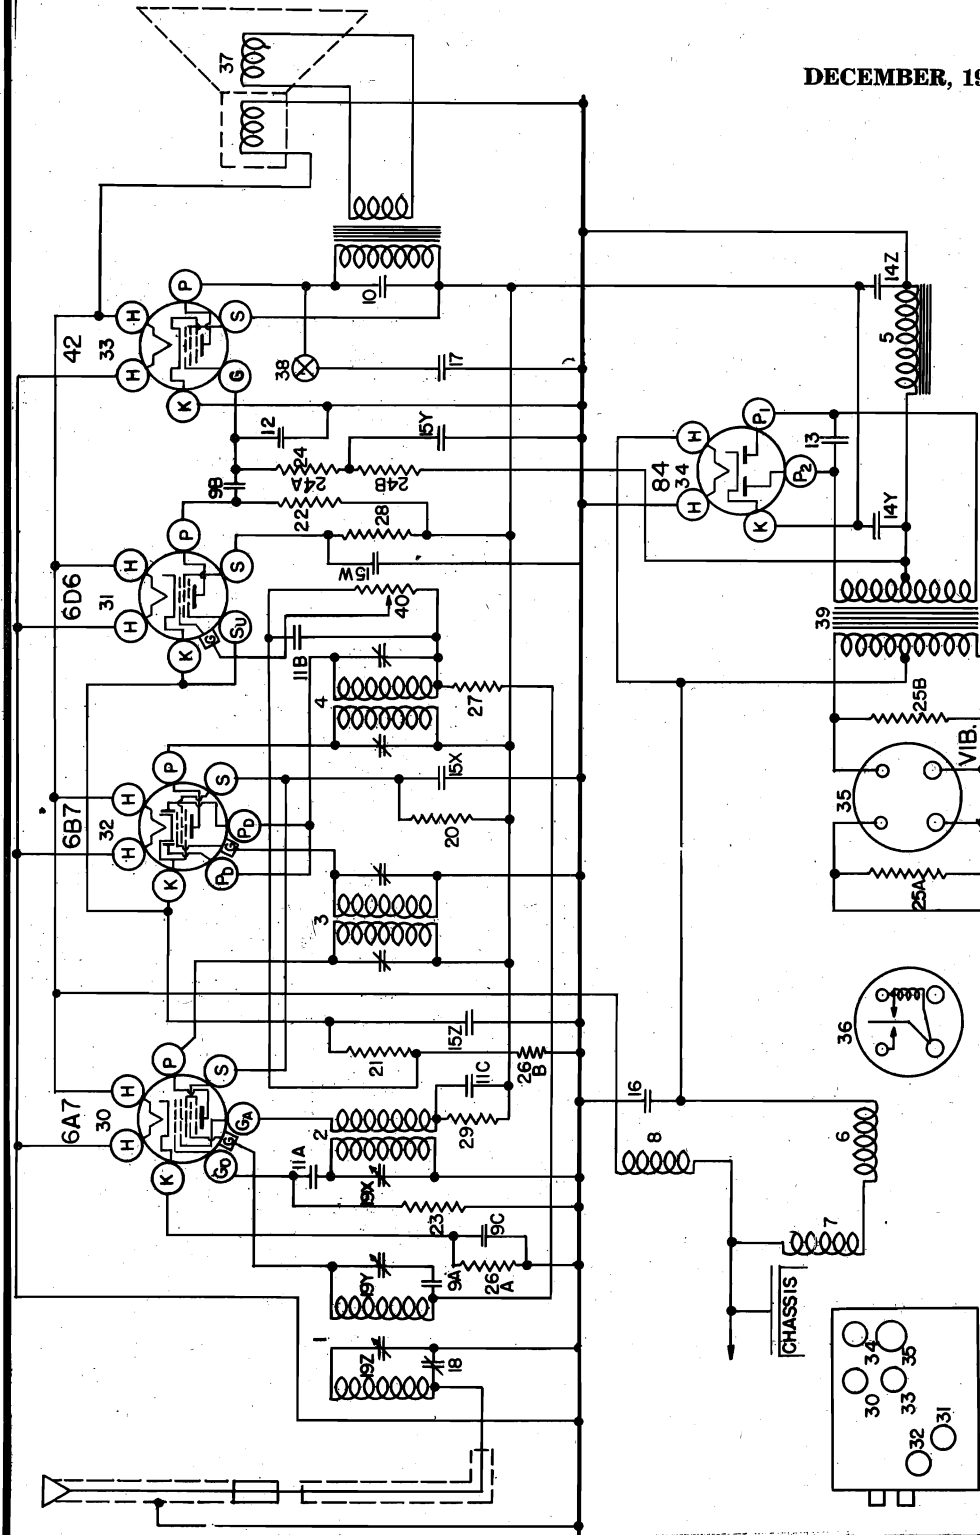 DECEMBER, 19
37
42
33
H
H
P
S
G
K
10
38
17
12
24
24A
24B
15Y
9B
22
28
15W
6D6
31
H
H
P
S
SU
G
K
40
11B
4
27
6B7
32
H
H
P
S
PD
G
PD
K
15X
20
3
15Z
21
26
B
11C
6A7
30
H
H
P
S
GA
G
GO
K
2
29
11A
19X
23
9C
9A
26
A
19Y
1
19Z
18
14Z
5
84
34
H
H
P1
P2
K
13
14Y
39
25B
35
VIB.
25A
36
16
8
6
7
CHASSIS
34
35
30
33
32
31